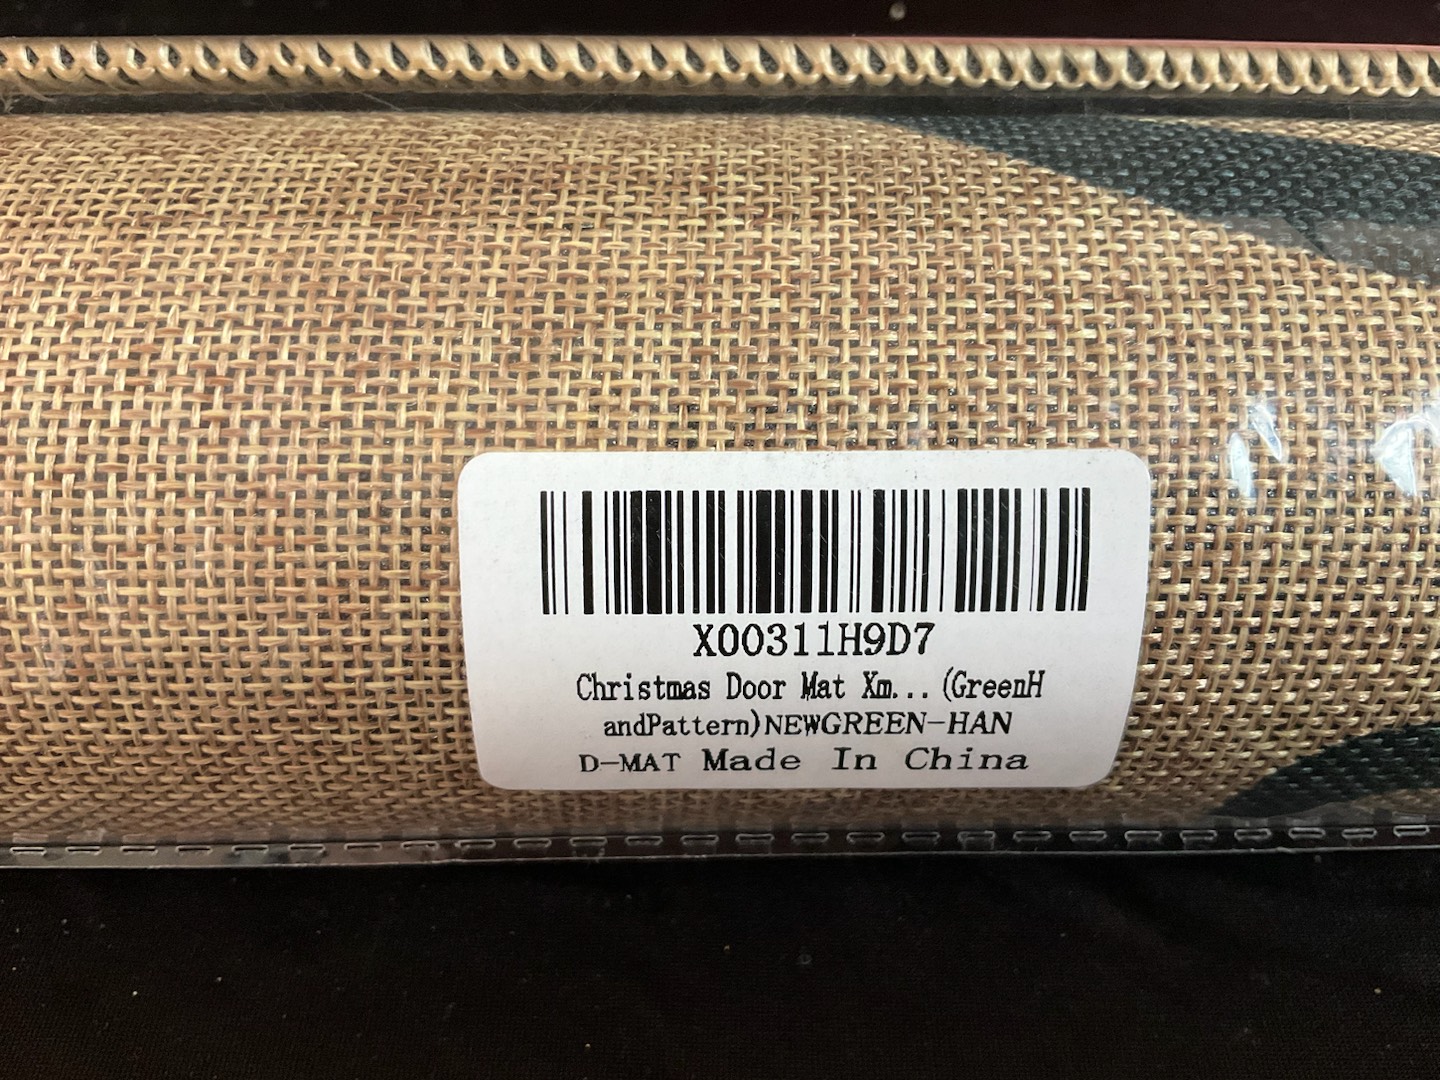 X00311H9D7
Christmas Door Mat Xm...(GreenH
andPattern)NEWGREEN-HAN
D-MAT Made In China